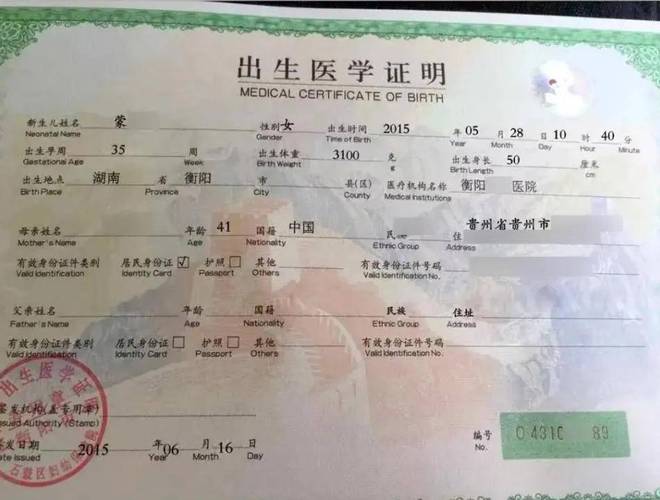 出生医学证明
MEDICAL CERTIFICATE OF BIRTH
新生儿姓名 蒙 性别 女 出生时间 2015 年 05 月 28 日 10 时 40 分
Neonatal Name Gender Time of Birth Year Month Day Hour Minute
出生孕周 35 周 出生体重 3100 克 出生身长 50 厘米
Gestational Age Week Birth Weight g Birth Length cm
出生地点 湖南 省 衡阳 市 县(区) 医疗机构名称 衡阳 医院
Birth Place Province City County Medical Institutions
母亲姓名 年龄 41 国籍 中国 民 住 贵州省贵州市
Mother's Name Age Nationality Ethnic Group Address
有效身份证件类别 居民身份证 ☑ 护照 □ 其他 有效身份证件号码
Valid Identification Identity Card Passport Others Valid Identification No.
父亲姓名 年龄 国籍 民族 住址
Father's Name Age Nationality Ethnic Group Address
有效身份证件类别 居民身份证 □ 护照 □ 其他 有效身份证件号码
Valid Identification Identity Card Passport Others Valid Identification No.
出生医学证
签发机构(盖专用章)
Issued Authority (Stamp)
签发日期 2015 年 06 月 16 日
Date Issued Year Month Day
编号 0431C 89
No.